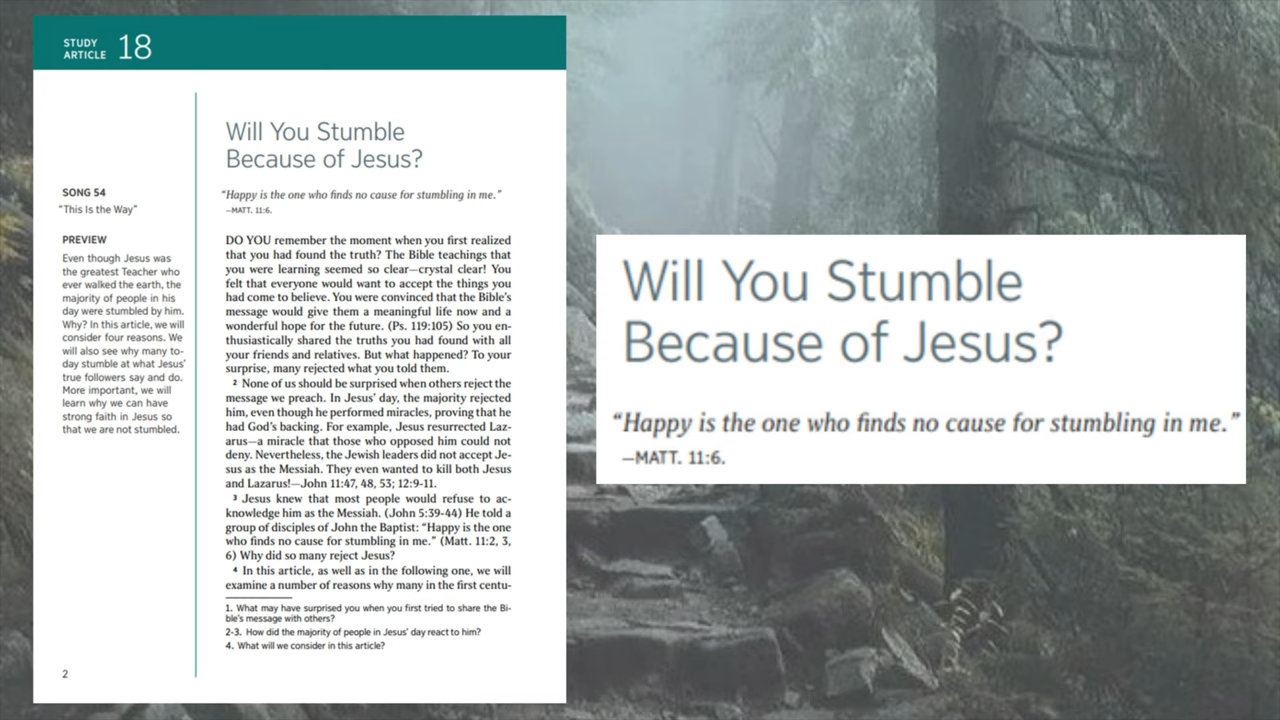 STUDY
ARTICLE 18
Will You Stumble
Because of Jesus?
“Happy is the one who finds no cause for stumbling in me.”
—MATT. 11:6.
SONG 54
“This Is the Way”
PREVIEW
Even though Jesus was
the greatest Teacher who
ever walked the earth, the
majority of people in his
day were stumbled by him.
Why? In this article, we will
consider four reasons. We
will also see why many to-
day stumble at what Jesus’
true followers say and do.
More important, we will
learn why we can have
strong faith in Jesus so
that we are not stumbled.
DO YOU remember the moment when you first realized
that you had found the truth? The Bible teachings that
you were learning seemed so clear—crystal clear! You
felt that everyone would want to accept the things you
had come to believe. You were convinced that the Bible’s
message would give them a meaningful life now and a
wonderful hope for the future. (Ps. 119:105) So you en-
thusiastically shared the truths you had found with all
your friends and relatives. But what happened? To your
surprise, many rejected what you told them.
2 None of us should be surprised when others reject the
message we preach. In Jesus’ day, the majority rejected
him, even though he performed miracles, proving that he
had God’s backing. For example, Jesus resurrected Laz-
arus—a miracle that those who opposed him could not
deny. Nevertheless, the Jewish leaders did not accept Je-
sus as the Messiah. They even wanted to kill both Jesus
and Lazarus!—John 11:47, 48, 53; 12:9-11.
3 Jesus knew that most people would refuse to ac-
knowledge him as the Messiah. (John 5:39-44) He told a
group of disciples of John the Baptist: “Happy is the one
who finds no cause for stumbling in me.” (Matt. 11:2, 3,
6) Why did so many reject Jesus?
4 In this article, as well as in the following one, we will
examine a number of reasons why many in the first centu-
1. What may have surprised you when you first tried to share the Bi-
ble’s message with others?
2-3. How did the majority of people in Jesus’ day react to him?
4. What will we consider in this article?
2
Will You Stumble
Because of Jesus?
“Happy is the one who finds no cause for stumbling in me.”
—MATT. 11:6.